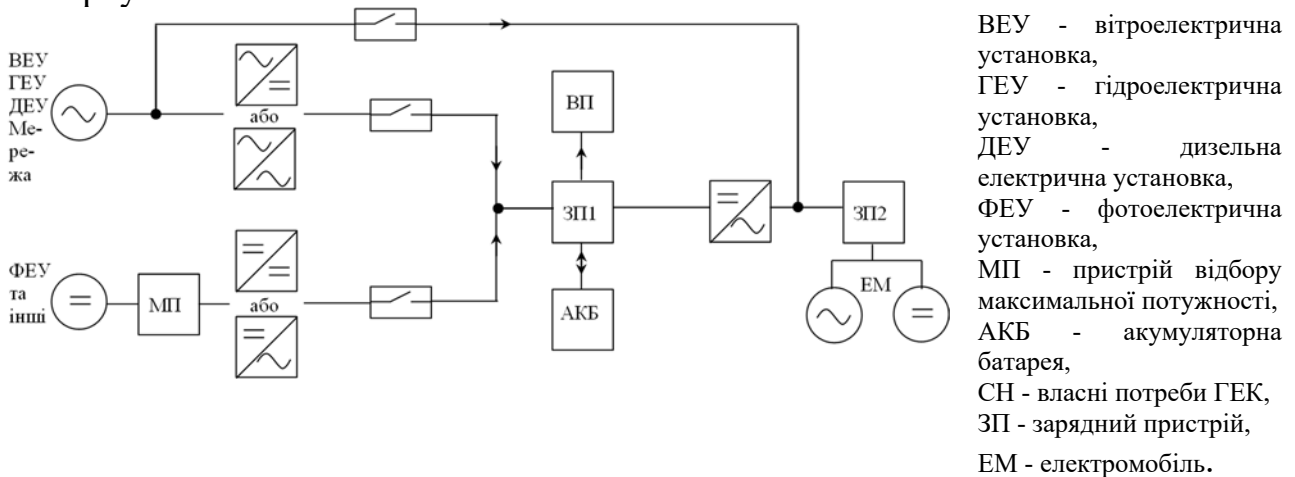 ВЕУ
ГЕУ
ДЕУ
Ме-
ре-
жа
або
ВП
ЗП1
ЗП2
ФЕУ
та
інші
МП
або
АКБ
ЕМ
ВЕУ - вітроелектрична
установка,
ГЕУ - гідроелектрична
установка,
ДЕУ - дизельна
електрична установка,
ФЕУ - фотоелектрична
установка,
МП - пристрій відбору
максимальної потужності,
АКБ - акумуляторна
батарея,
СН - власні потреби ГЕК,
ЗП - зарядний пристрій,
ЕМ - електромобіль.